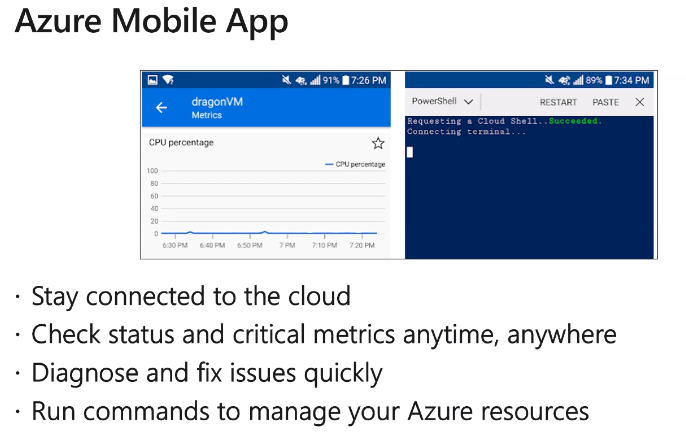 Azure Mobile App
91% 7:26 PM
dragonVM
Metrics
CPU percentage
CPU percentage
100
80
60
40
20
0
6:30 PM 6:40 PM 6:50 PM 7 PM 7:10 PM 7:20 PM
89% 7:34 PM
PowerShell RESTART PASTE
Requesting a Cloud Shell..Succeeded.
Connecting terminal...
· Stay connected to the cloud
· Check status and critical metrics anytime, anywhere
· Diagnose and fix issues quickly
· Run commands to manage your Azure resources